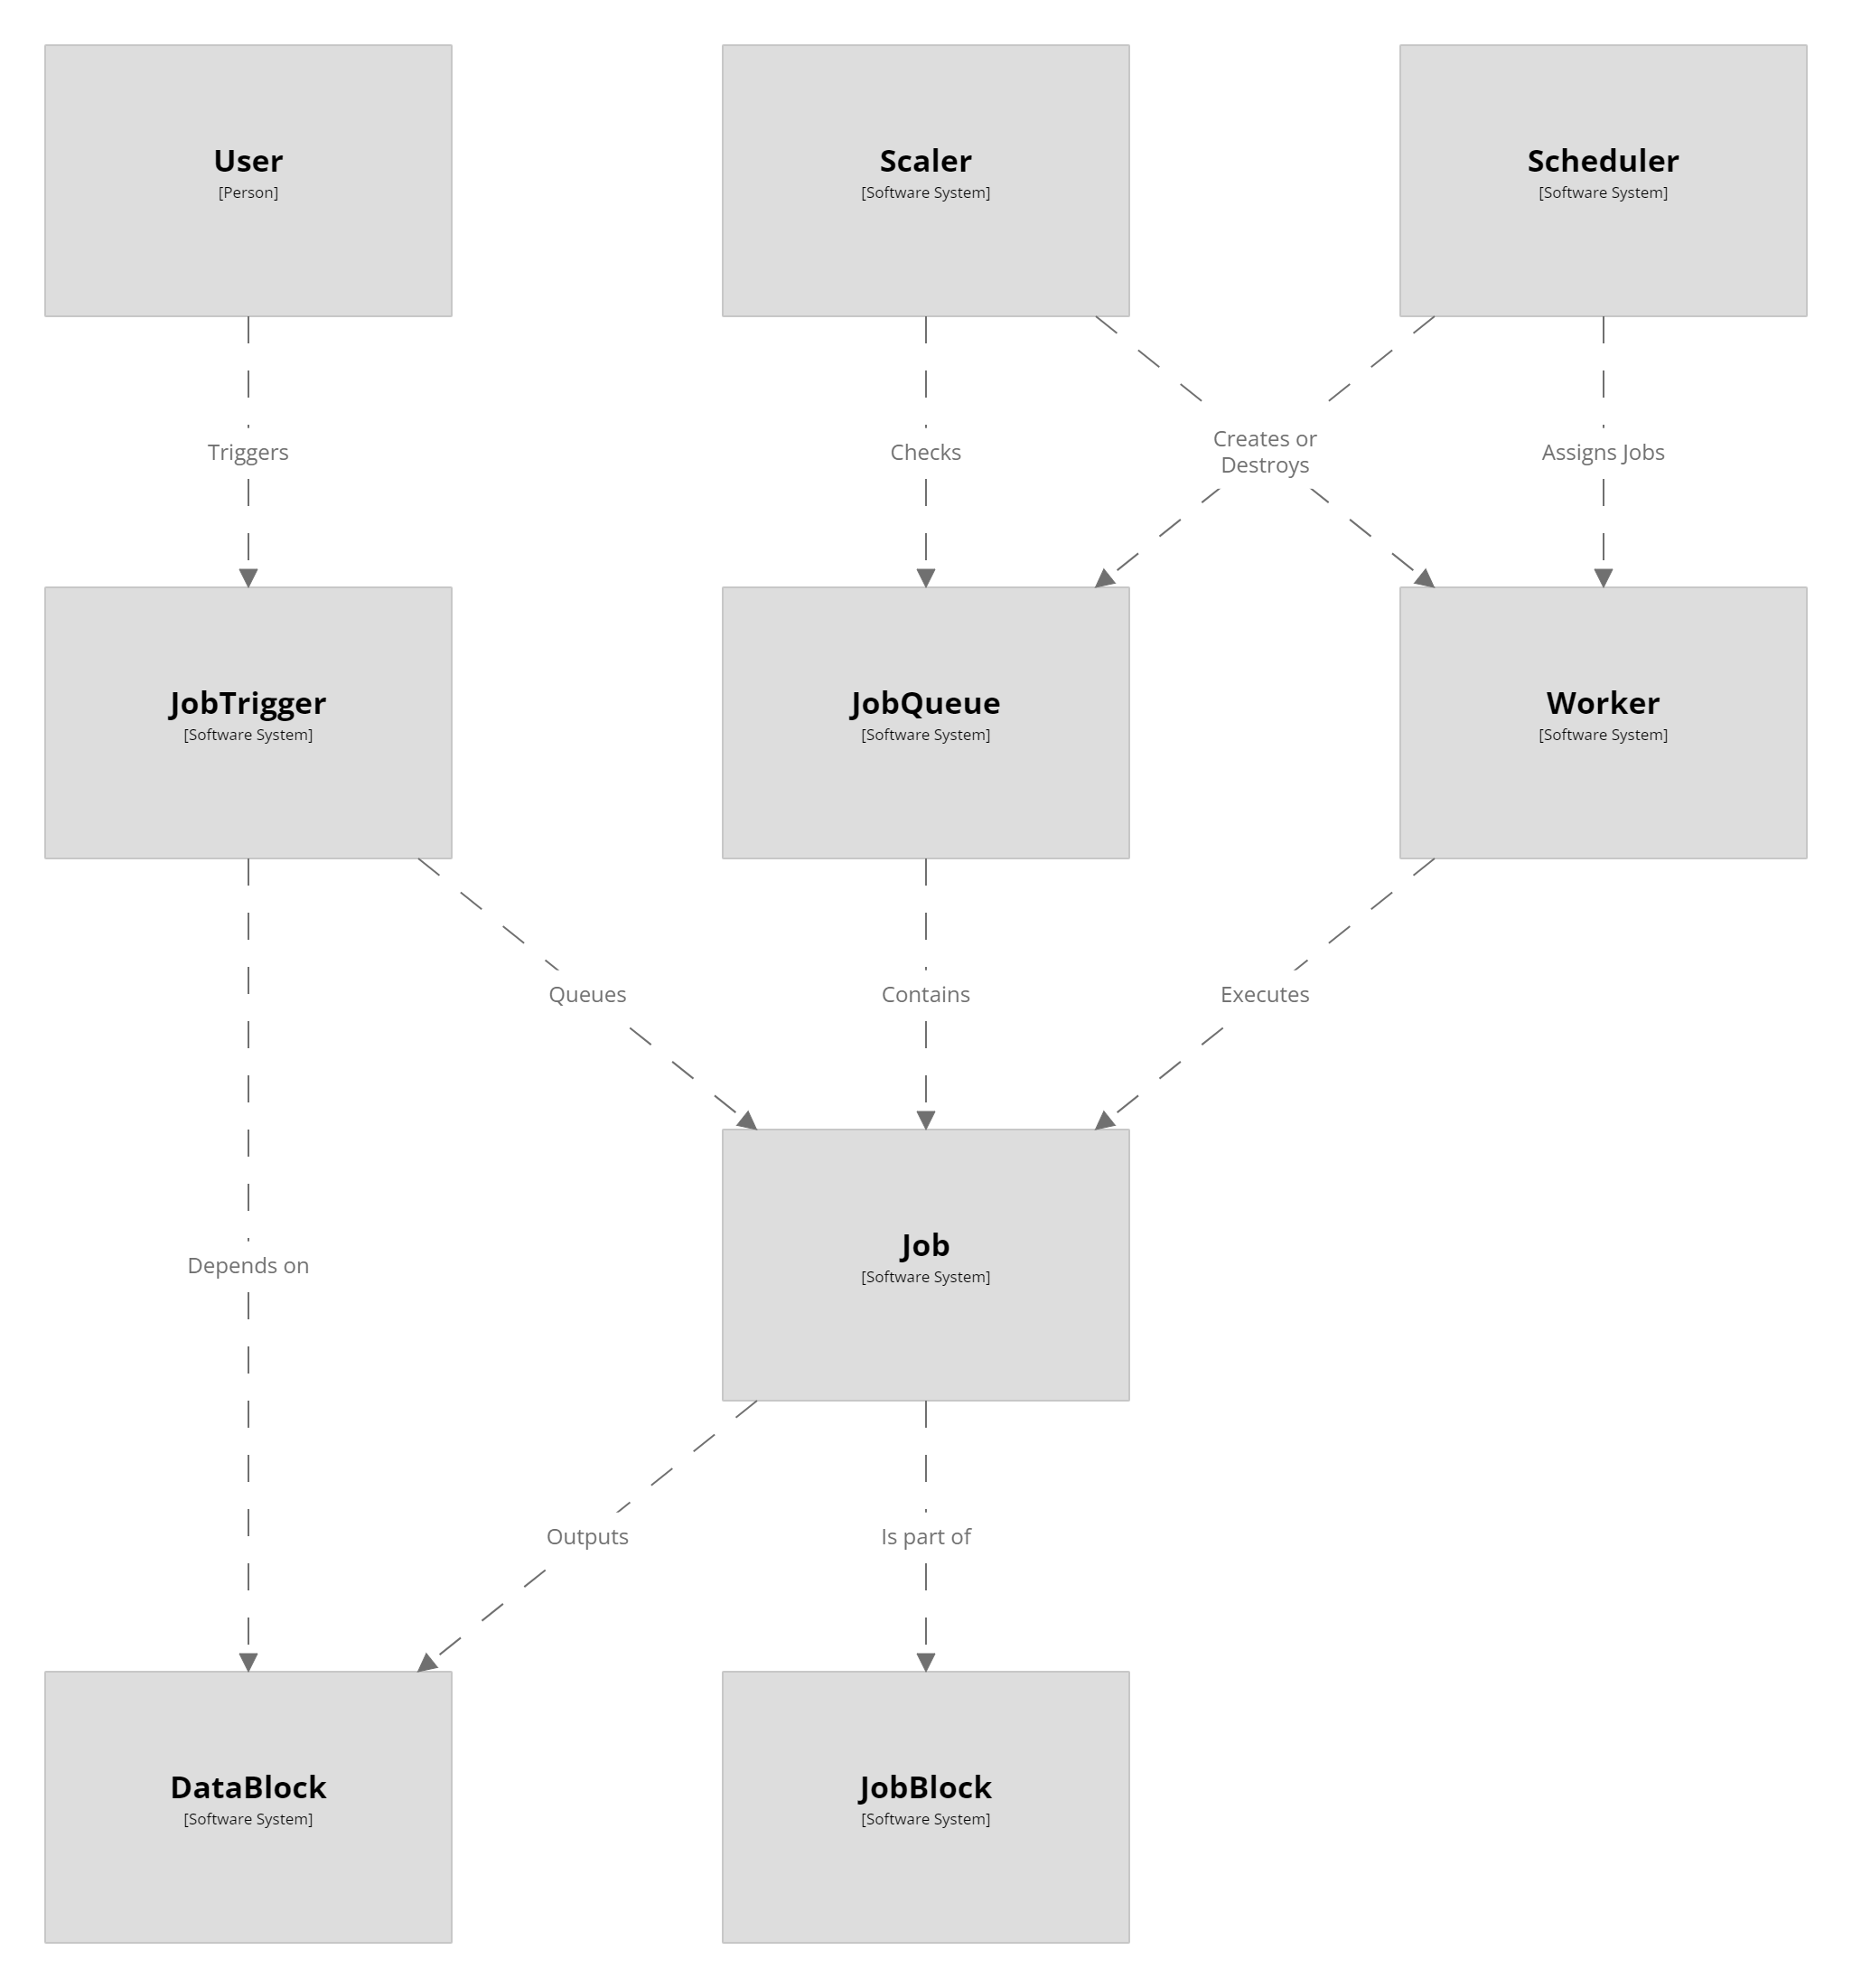 User
[Person]
Scaler
[Software System]
Scheduler
[Software System]
Triggers
Checks
Creates or
Destroys
Assigns Jobs
JobTrigger
[Software System]
JobQueue
[Software System]
Worker
[Software System]
Queues
Contains
Executes
Job
[Software System]
Depends on
Outputs
Is part of
DataBlock
[Software System]
JobBlock
[Software System]